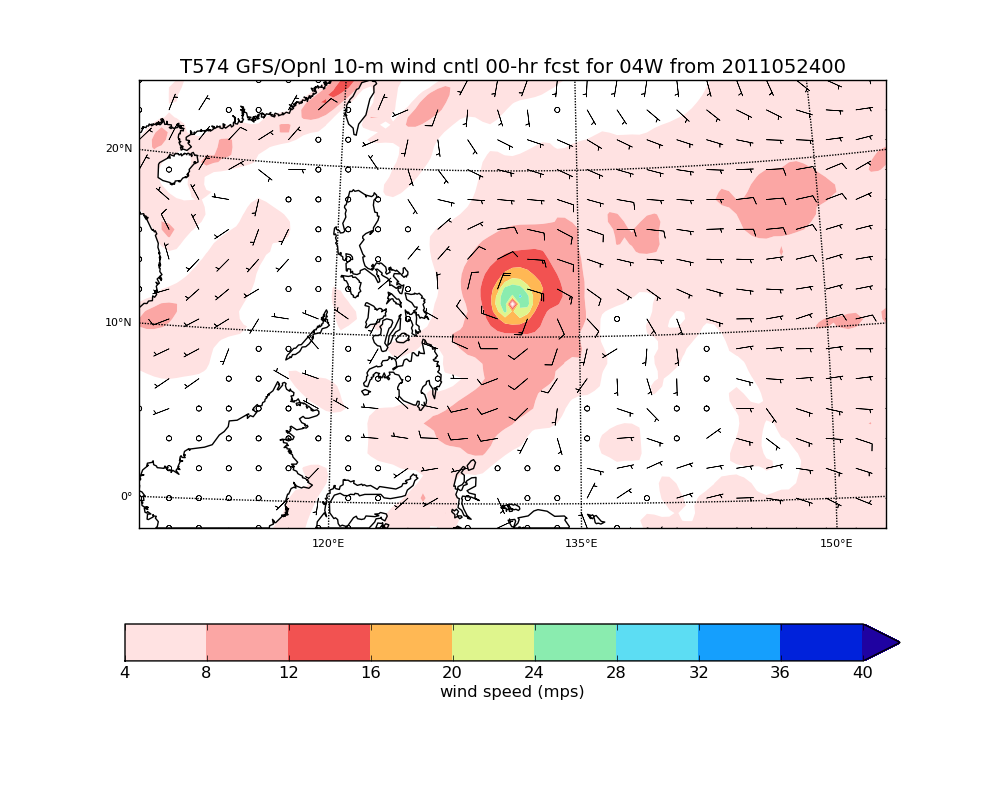 T574 GFS/Opnl 10-m wind cntl 00-hr fcst for 04W from 2011052400
20°N
10°N
0°
120°E 135°E 150°E
4 8 12 16 20 24 28 32 36 40
wind speed (mps)